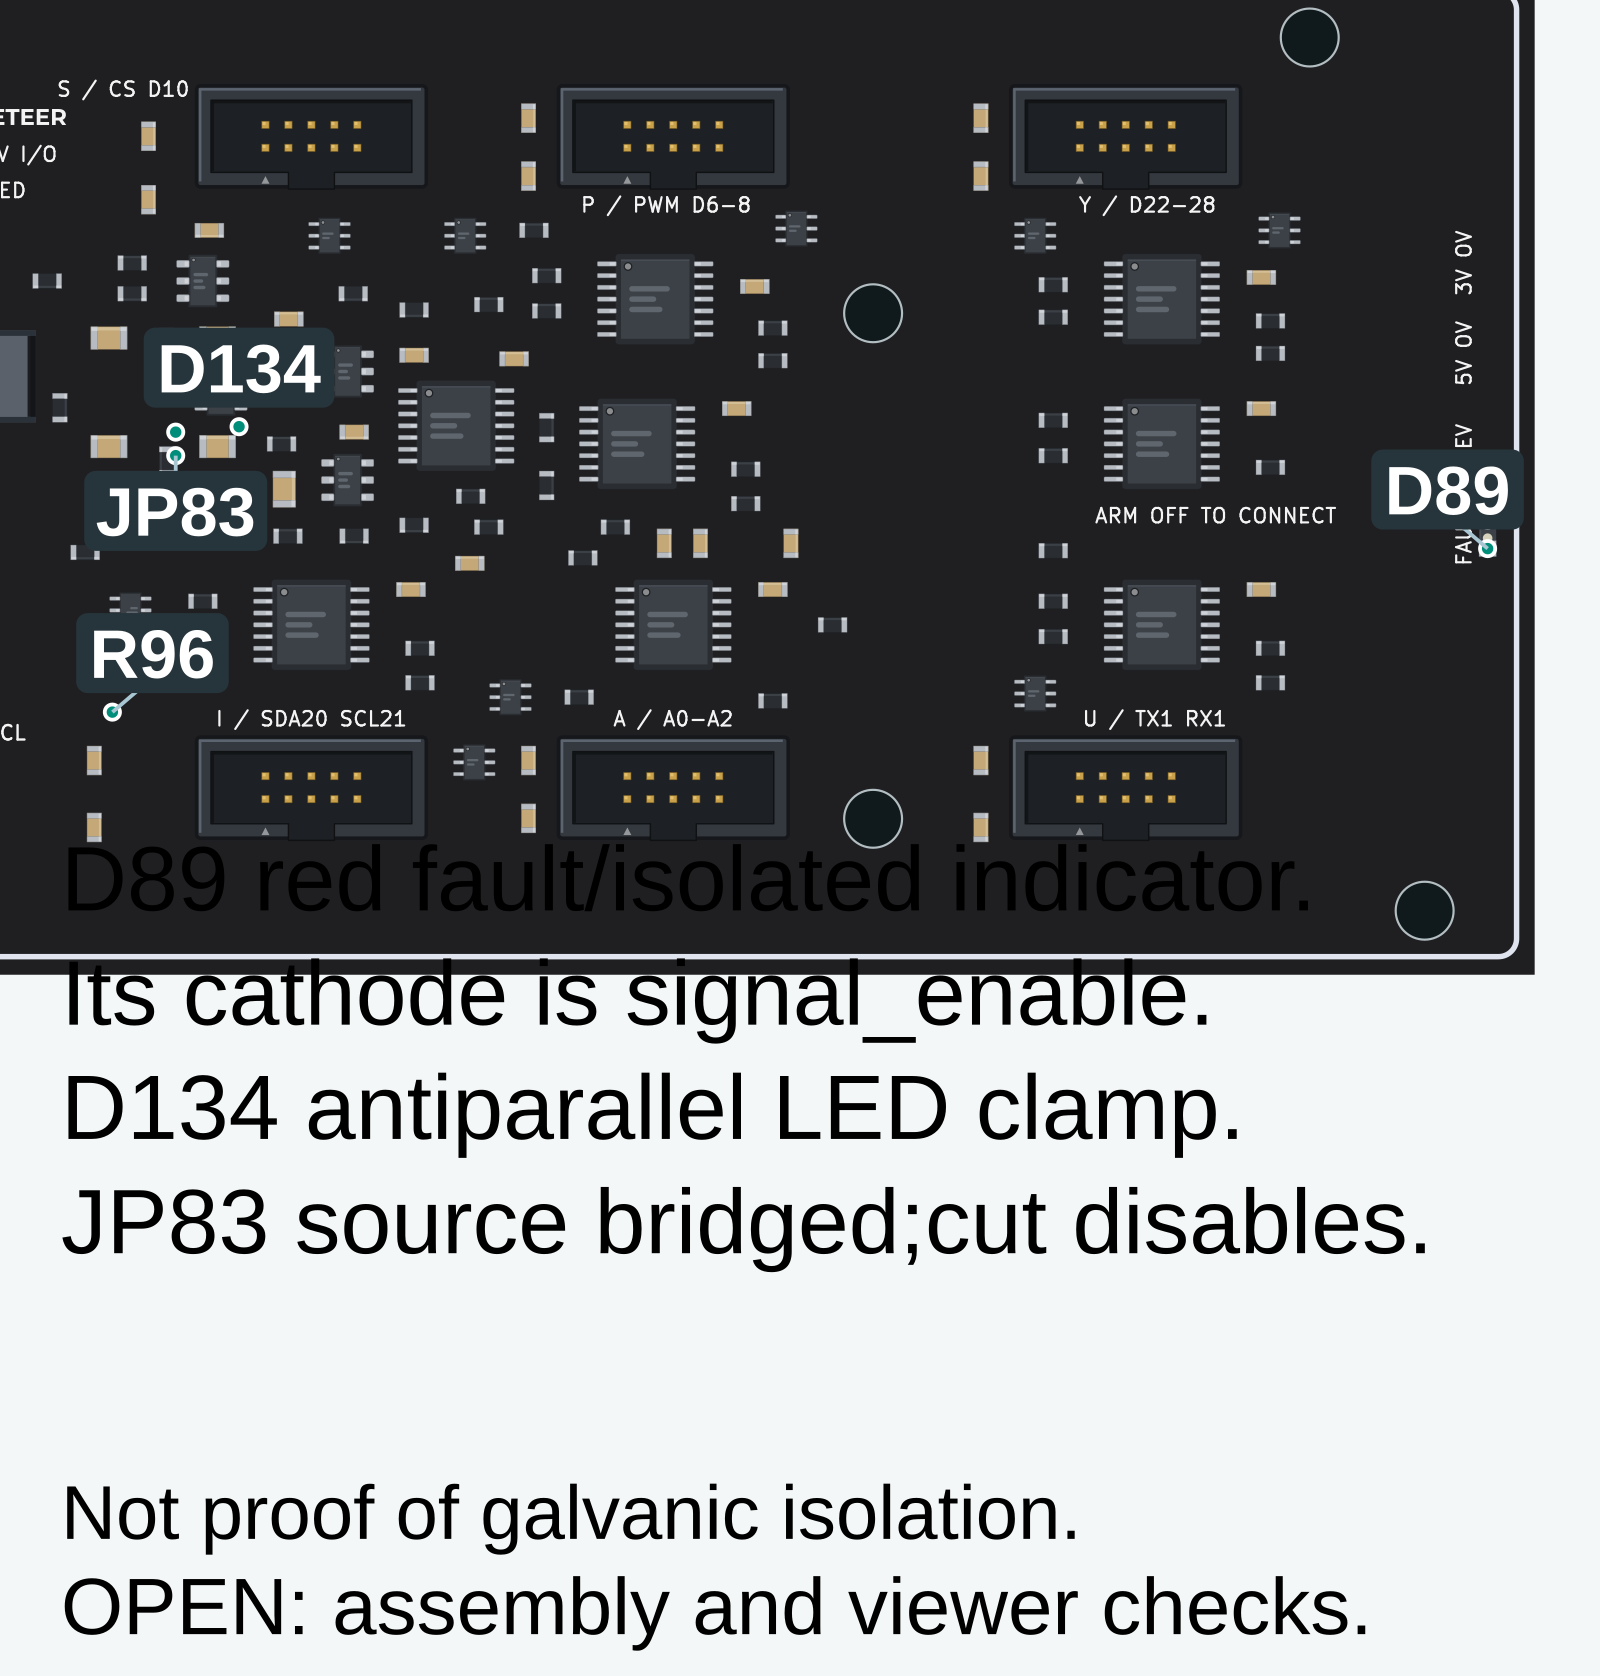 S / CS D10
ETEER
V I/O
ED
P / PWM D6-8
Y / D22-28
3V 0V
5V 0V
EV
D134
JP83
D89
ARM OFF TO CONNECT
FAU
R96
CL
I / SDA20 SCL21
A / A0-A2
U / TX1 RX1
D89 red fault/isolated indicator.
Its cathode is signal_enable.
D134 antiparallel LED clamp.
JP83 source bridged;cut disables.
Not proof of galvanic isolation.
OPEN: assembly and viewer checks.